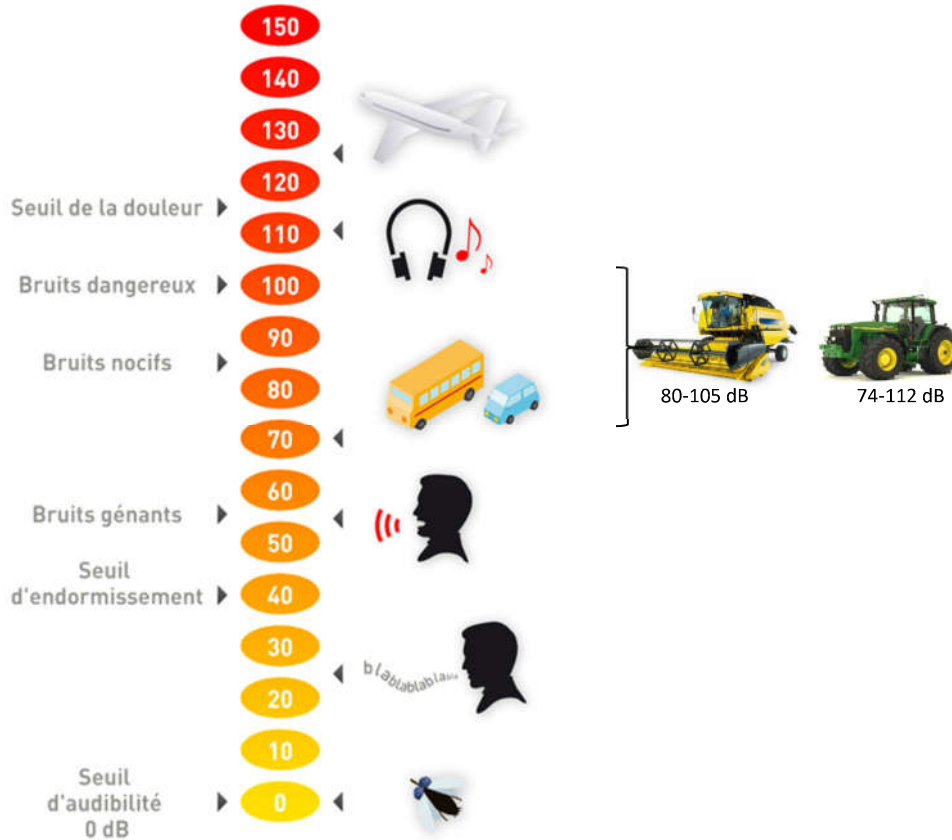 150
140
130
120
Seuil de la douleur
110
Bruits dangereux
100
90
Bruits nocifs
80
80-105 dB
74-112 dB
70
60
Bruits génants
50
Seuil
d'endormissement
40
30
blablablablabla
20
10
Seuil
d'audibilité
0 dB
0